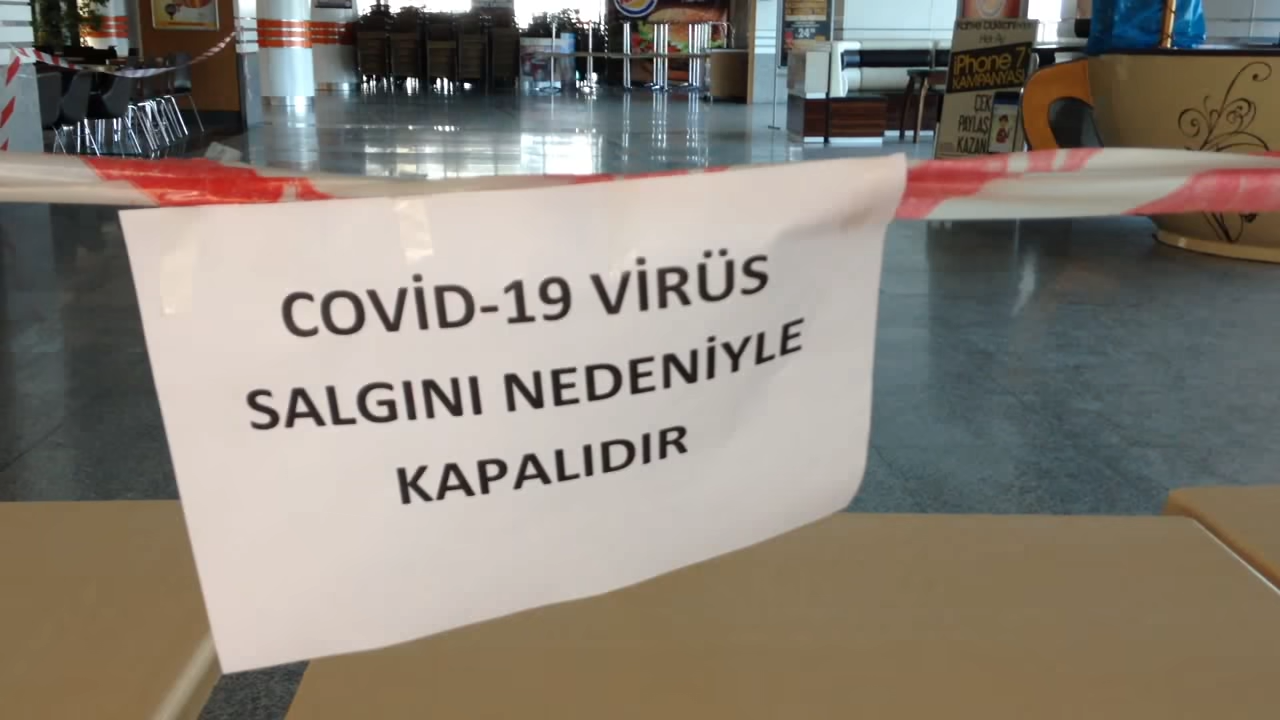 COVİD-19 VİRÜS
SALGINI NEDENİYLE
KAPALIDIR
iPhone 7
KAMPANYASI
ÇEK
PAYLAŞ
KAZAN